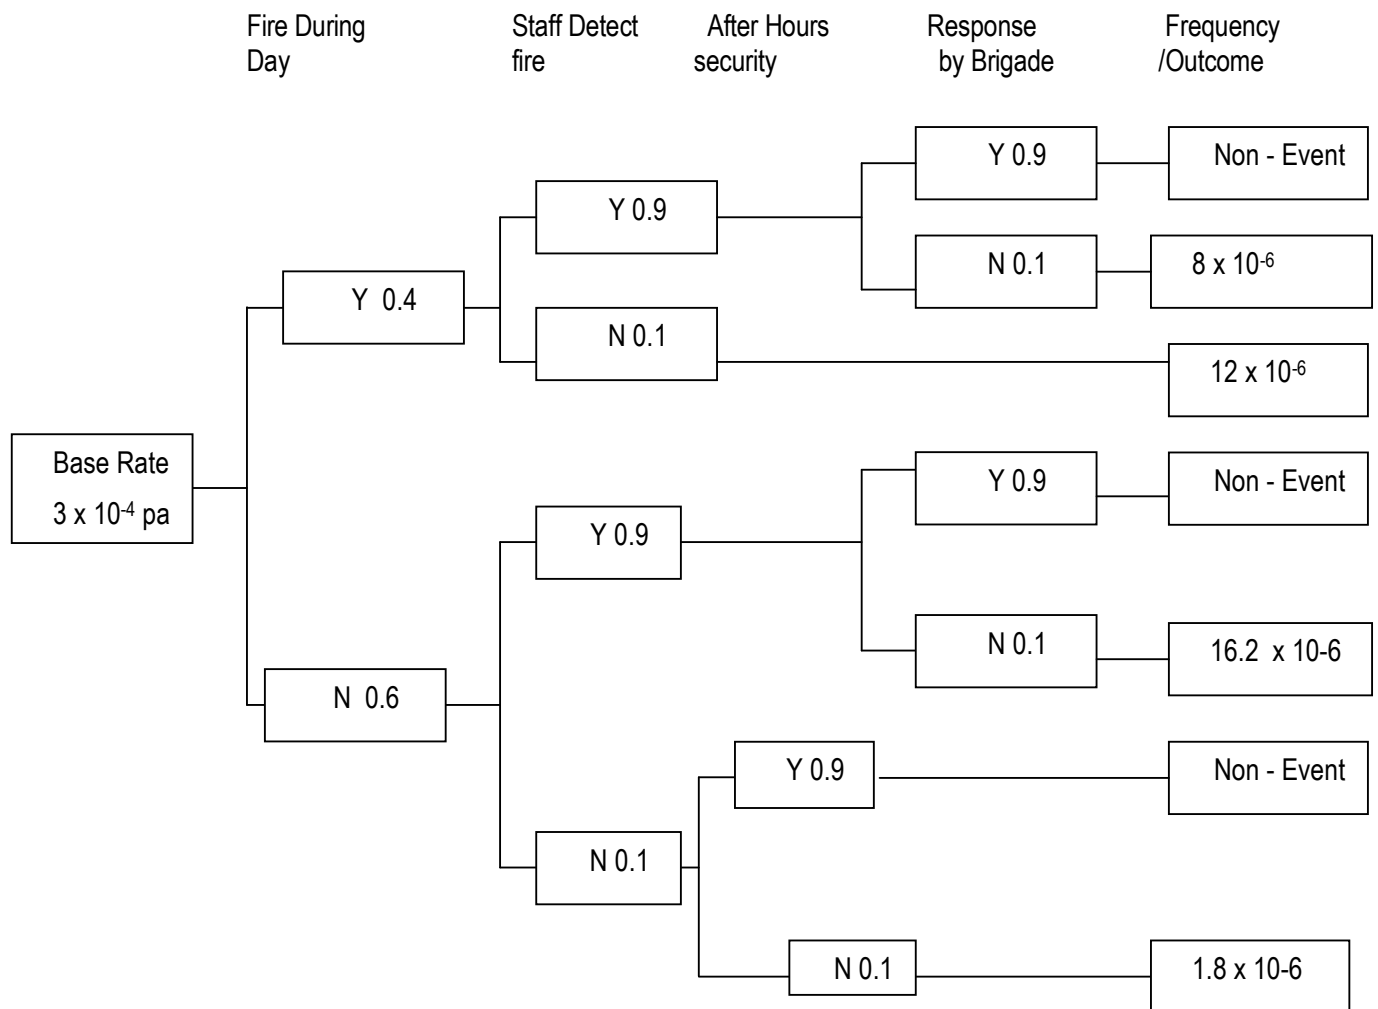 Fire During
Day
Staff Detect
fire
After Hours
security
Response
by Brigade
Frequency
/Outcome
Y 0.9
Non - Event
Y 0.9
N 0.1
8 x 10-6
Y 0.4
N 0.1
12 x 10-6
Base Rate
3 x 10-4 pa
Y 0.9
Non - Event
Y 0.9
N 0.1
16.2 x 10-6
N 0.6
Y 0.9
Non - Event
N 0.1
N 0.1
1.8 x 10-6